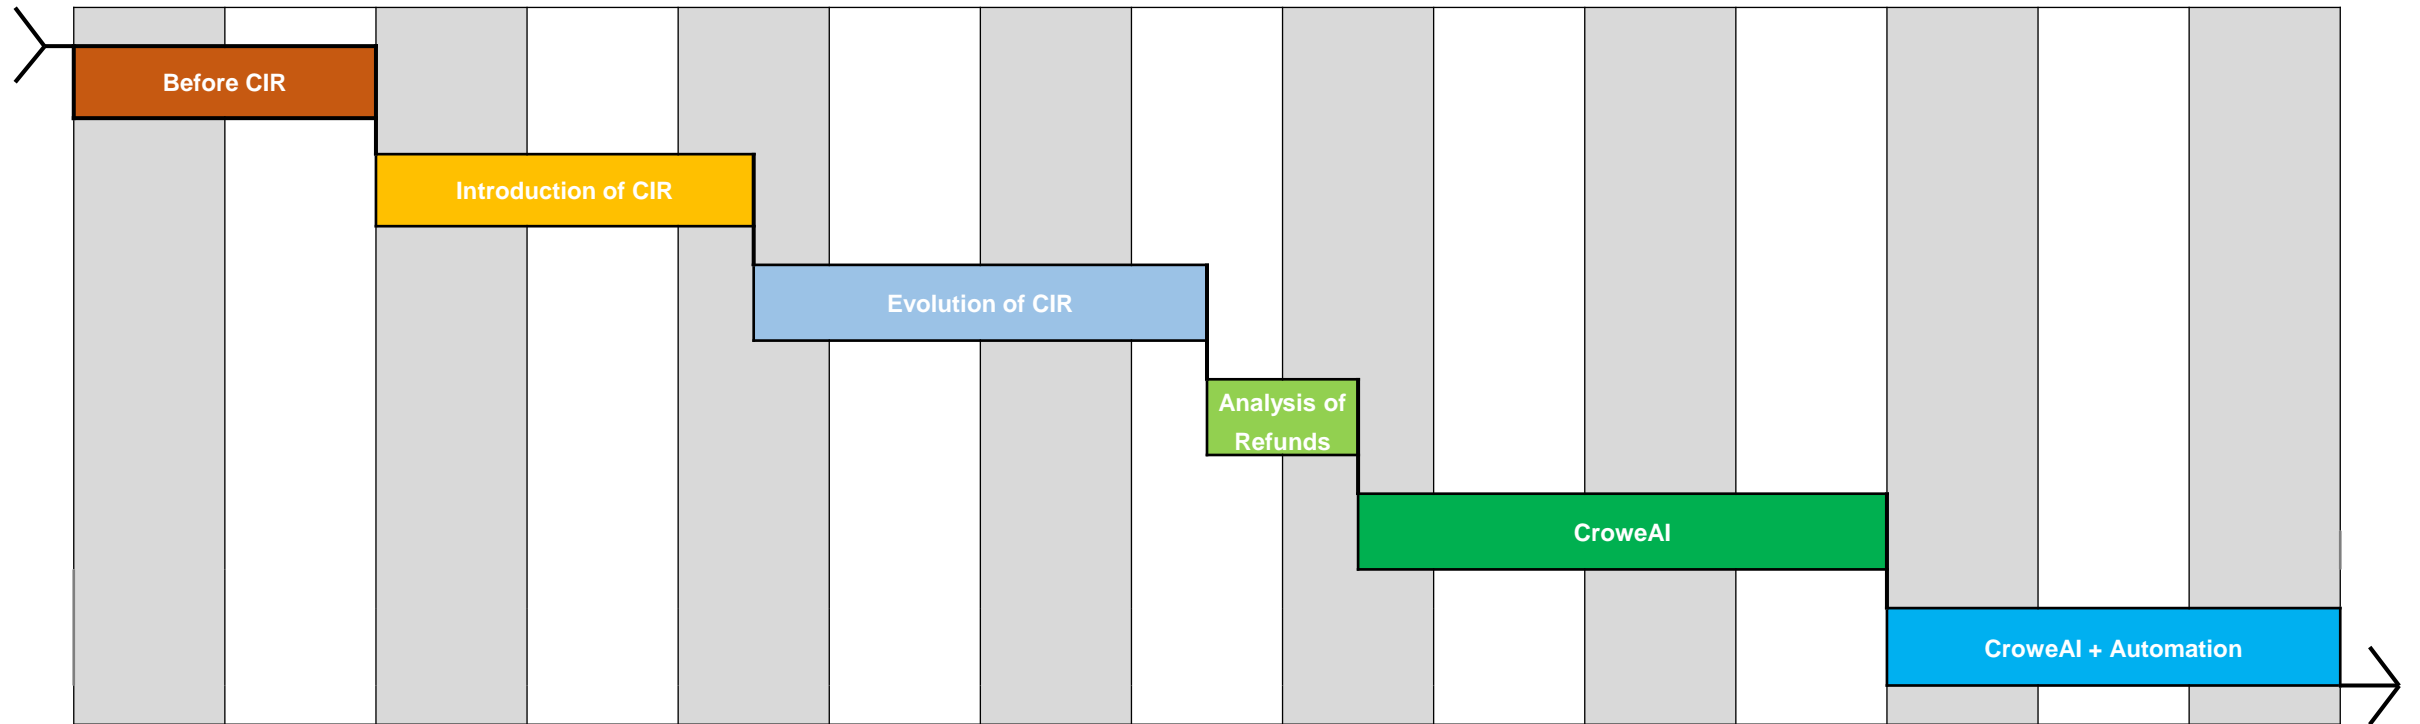 Before CIR
Introduction of CIR
Evolution of CIR
Analysis of
Refunds
CroweAI
CroweAI + Automation